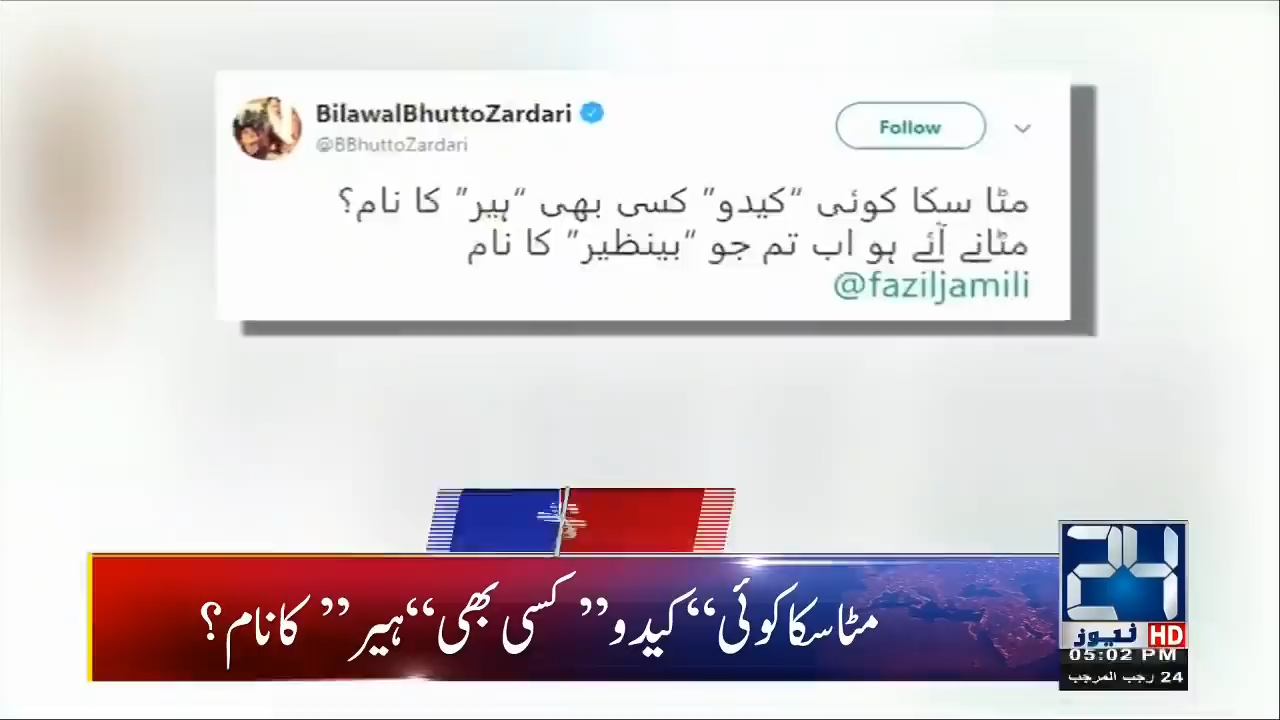 BilawalBhuttoZardari
@BBhuttoZardari
Follow
مٹا سکا کوئی “کیدو” کسی بھی “ہیر” کا نام؟
مٹانے آئے ہو اب تم جو “بینظیر” کا نام
@faziljamili
مٹا سکا کوئی “کیدو” کسی بھی “ہیر” کا نام؟
24
نیوز HD
05:02 PM
24 رجب المرجب